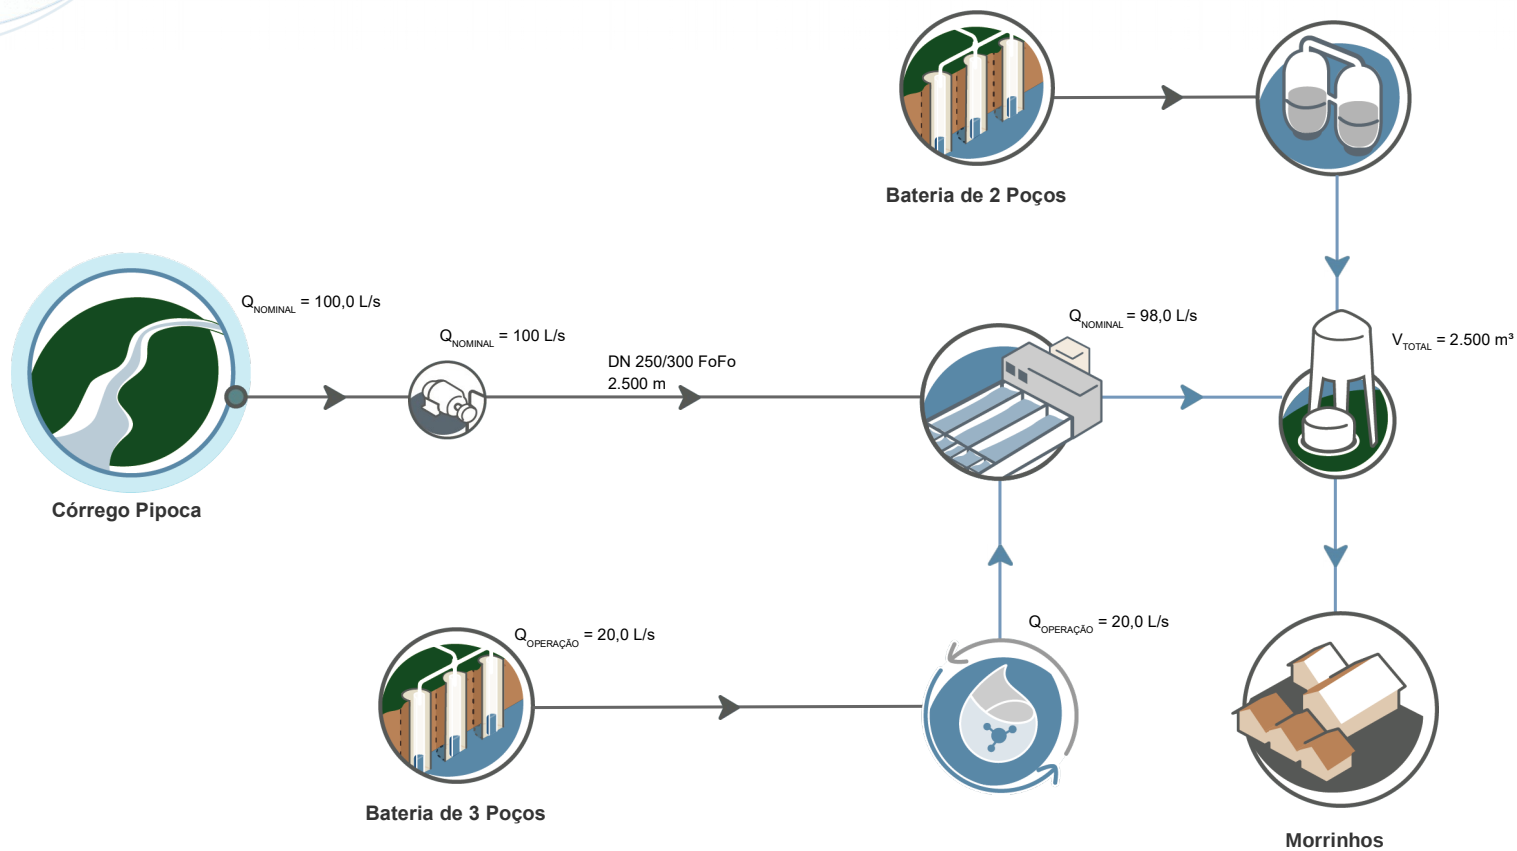 Bateria de 2 Poços
Q NOMINAL = 100,0 L/s
Q NOMINAL = 100 L/s
DN 250/300 FoFo
2.500 m
Q NOMINAL = 98,0 L/s
V TOTAL = 2.500 m³
Córrego Pipoca
Q OPERAÇÃO = 20,0 L/s
Q OPERAÇÃO = 20,0 L/s
Bateria de 3 Poços
Morrinhos